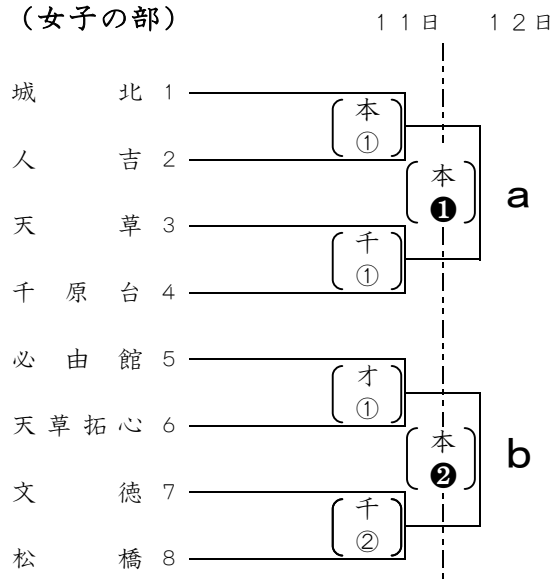 （女子の部） 11日 12日
城北 1
本
①
人吉 2
本
❶
a
天草 3
千
①
千原台 4
必由館 5
オ
①
天草拓心 6
本
❷
b
文徳 7
千
②
松橋 8